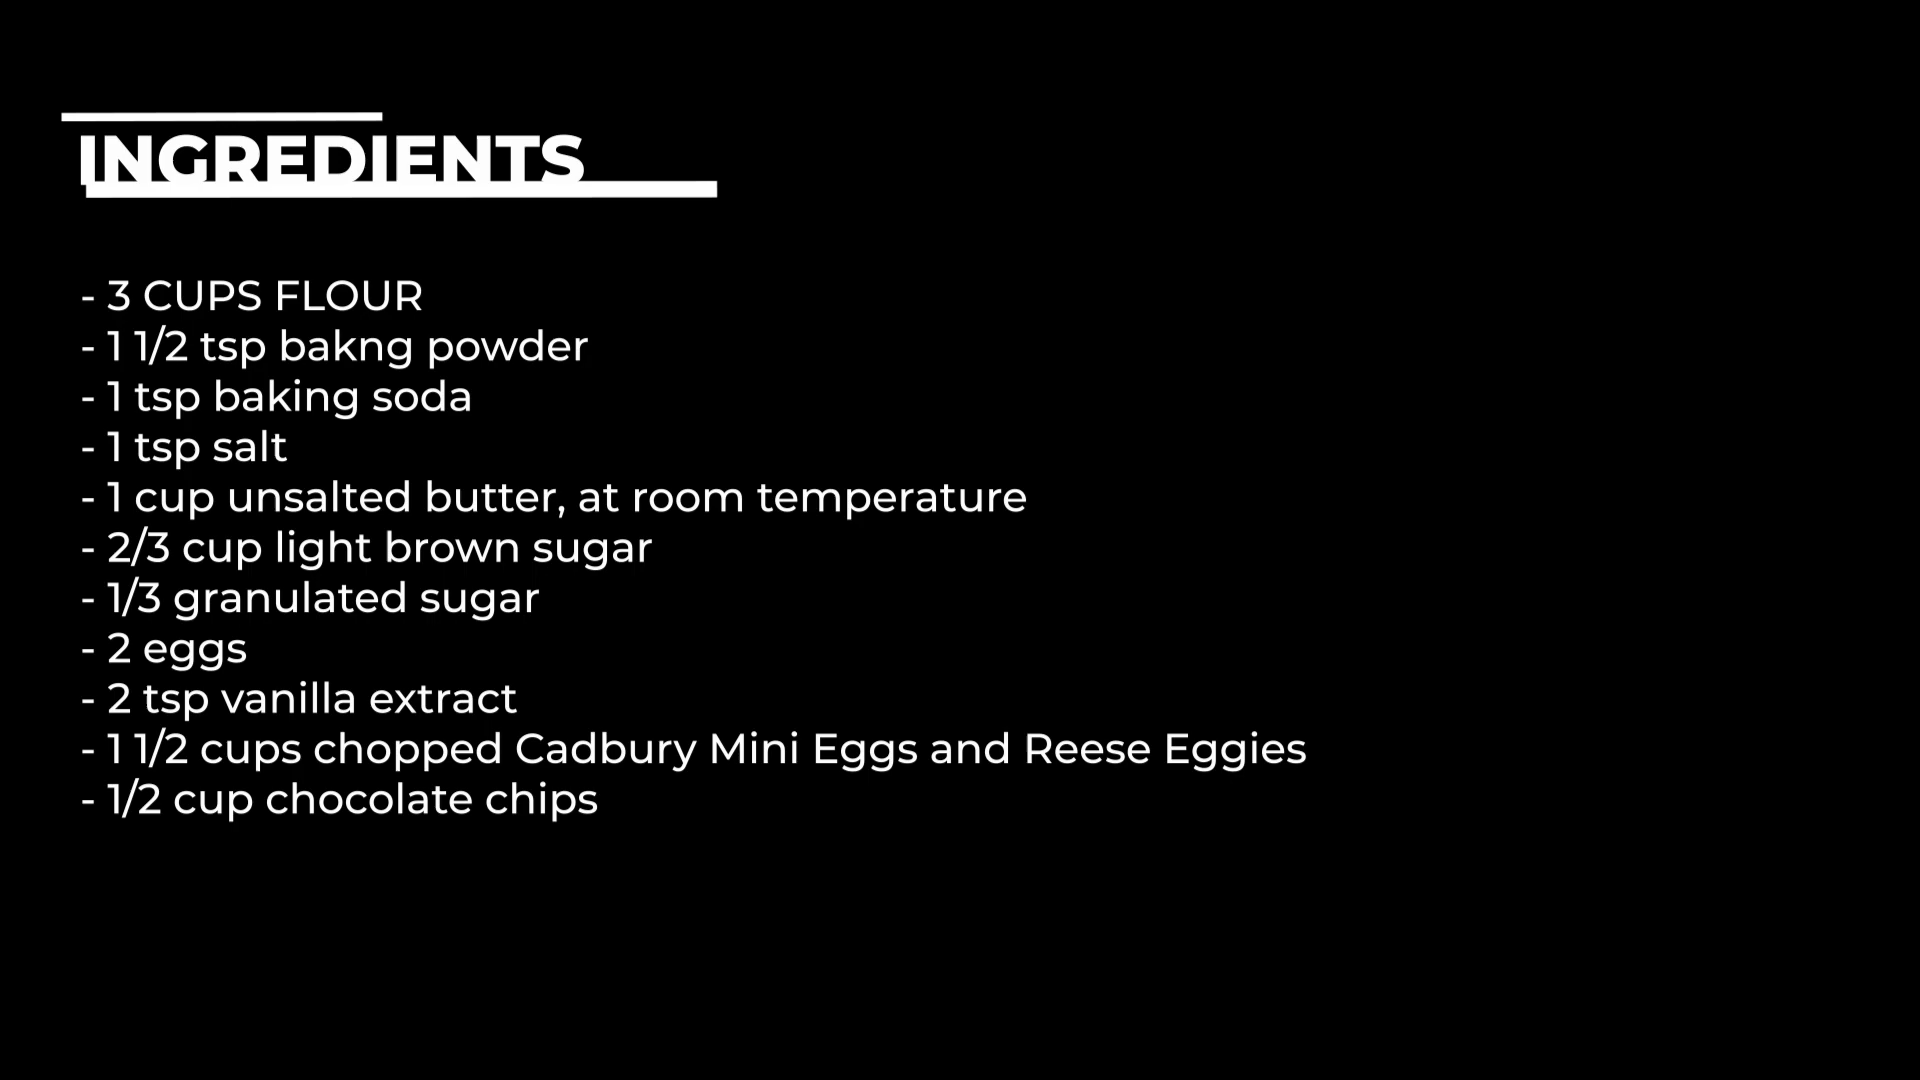 INGREDIENTS
- 3 CUPS FLOUR
- 1 1/2 tsp bakng powder
- 1 tsp baking soda
- 1 tsp salt
- 1 cup unsalted butter, at room temperature
- 2/3 cup light brown sugar
- 1/3 granulated sugar
- 2 eggs
- 2 tsp vanilla extract
- 1 1/2 cups chopped Cadbury Mini Eggs and Reese Eggies
- 1/2 cup chocolate chips